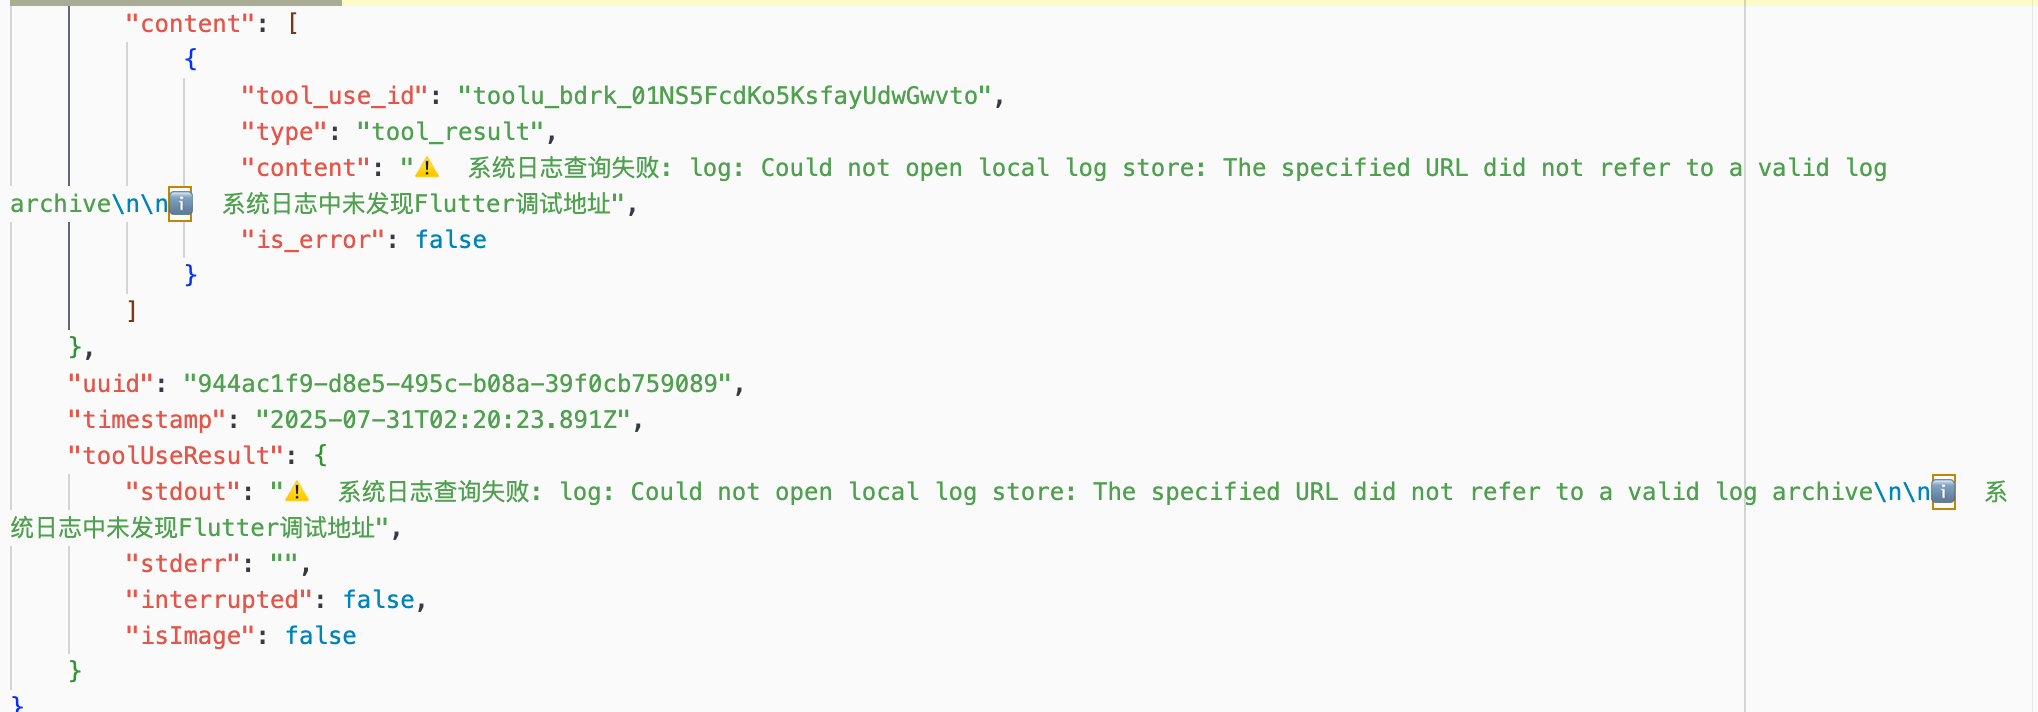 "content": [
{
"tool_use_id": "toolu_bdrk_01NS5FcdKo5KsfayUdwGwvto",
"type": "tool_result",
"content": "⚠️  系统日志查询失败: log: Could not open local log store: The specified URL did not refer to a valid log
archive\n\nℹ️  系统日志中未发现Flutter调试地址",
"is_error": false
}
]
},
"uuid": "944ac1f9-d8e5-495c-b08a-39f0cb759089",
"timestamp": "2025-07-31T02:20:23.891Z",
"toolUseResult": {
"stdout": "⚠️  系统日志查询失败: log: Could not open local log store: The specified URL did not refer to a valid log archive\n\nℹ️  系
统日志中未发现Flutter调试地址",
"stderr": "",
"interrupted": false,
"isImage": false
}
}